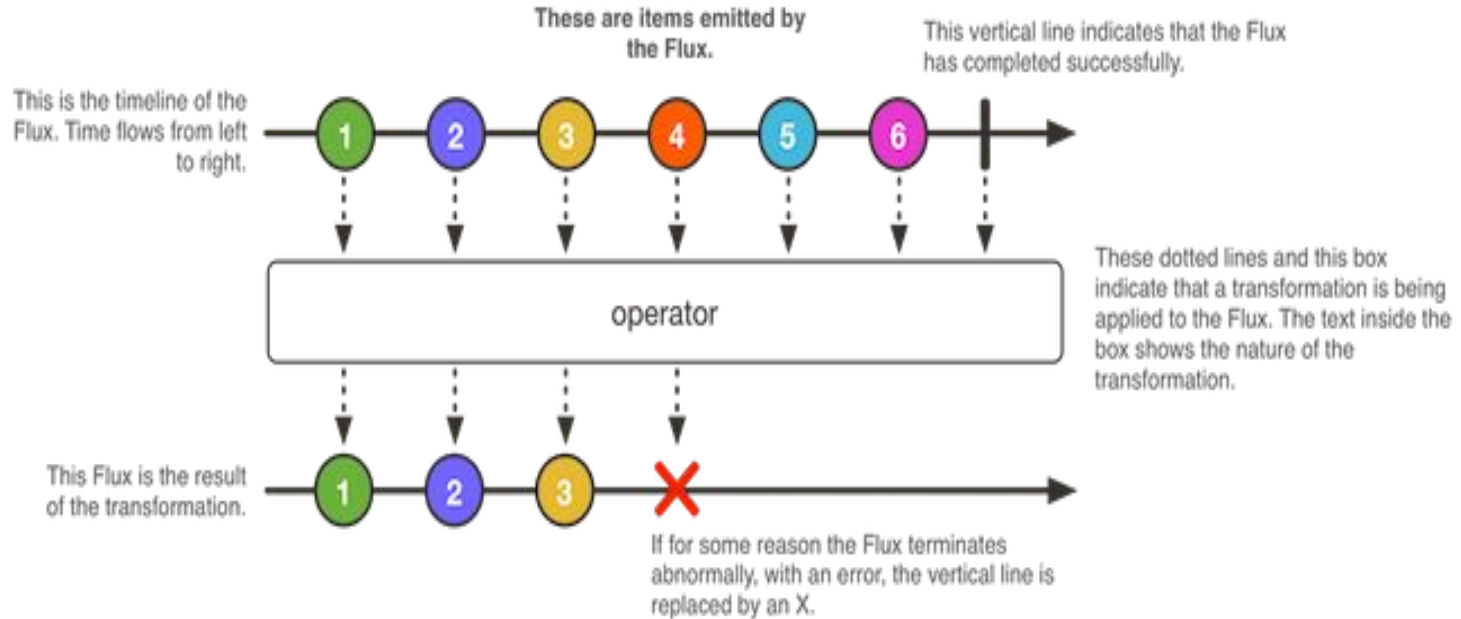 These are items emitted by
the Flux.
This vertical line indicates that the Flux
has completed successfully.
This is the timeline of the
Flux. Time flows from left
to right.
1
2
3
4
5
6
These dotted lines and this box
indicate that a transformation is being
applied to the Flux. The text inside the
box shows the nature of the
transformation.
operator
This Flux is the result
of the transformation.
1
2
3
If for some reason the Flux terminates
abnormally, with an error, the vertical line is
replaced by an X.